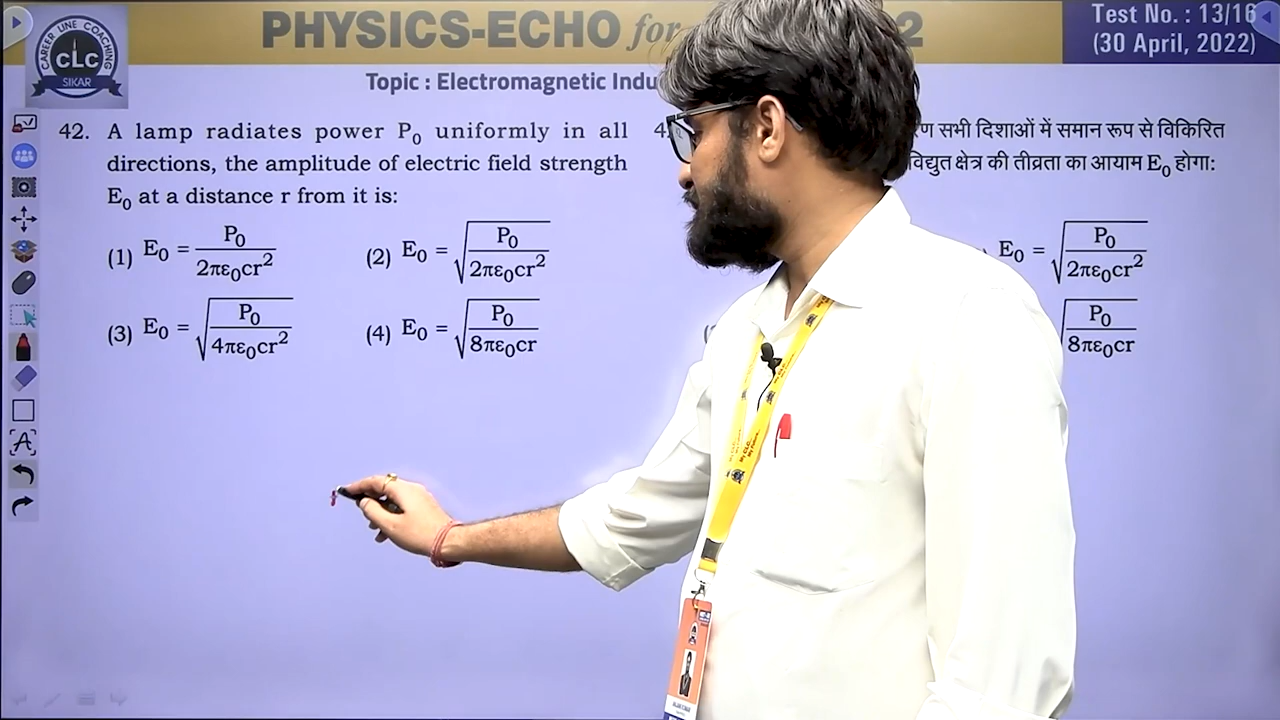 PHYSICS-ECHO for 2
Test No. : 13/16
(30 April, 2022)
CAREER LINE COACHING
CLC
SIKAR
Topic : Electromagnetic Indu
42. A lamp radiates power P₀ uniformly in all
directions, the amplitude of electric field strength
E₀ at a distance r from it is:
(1) E₀ = P₀/2πε₀cr² (2) E₀ = √(P₀/2πε₀cr²)
(3) E₀ = √(P₀/4πε₀cr²) (4) E₀ = √(P₀/8πε₀cr)
सभी दिशाओं में समान रूप से विकिरित
विद्युत क्षेत्र की तीव्रता का आयाम E₀ होगा:
E₀ = √(P₀/2πε₀cr²)
√(P₀/8πε₀cr)